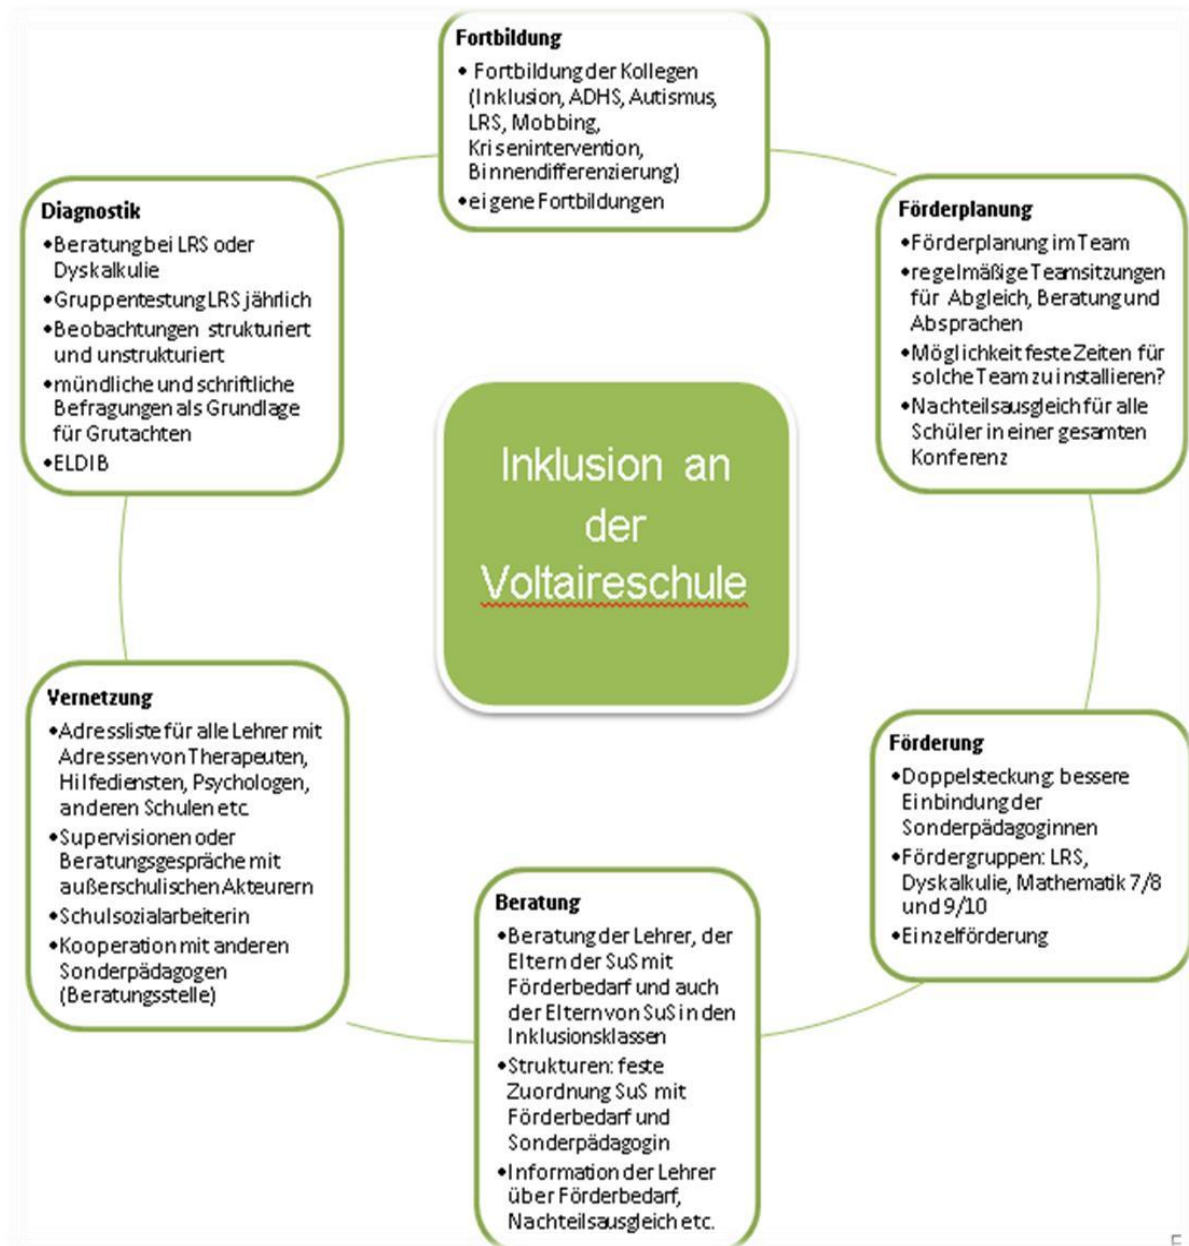 Fortbildung
• Fortbildung der Kollegen
(Inklusion, ADHS, Autismus,
LRS, Mobbing,
Krisenintervention,
Binnendifferenzierung)
•eigene Fortbildungen
Förderplanung
•Förderplanung im Team
•regelmäßige Teamsitzungen
für Abgleich, Beratung und
Absprachen
•Möglichkeit feste Zeiten für
solche Team zu installieren?
•Nachteilsausgleich für alle
Schüler in einer gesamten
Konferenz
Förderung
•Doppelsteckung: bessere
Einbindung der
Sonderpädagoginnen
•Fördergruppen: LRS,
Dyskalkulie, Mathematik 7/8
und 9/10
•Einzelförderung
Beratung
•Beratung der Lehrer, der
Eltern der SuS mit
Förderbedarf und auch
der Eltern von SuS in den
Inklusionsklassen
•Strukturen: feste
Zuordnung SuS mit
Förderbedarf und
Sonderpädagogin
•Information der Lehrer
über Förderbedarf,
Nachteilsausgleich etc.
Vernetzung
•Adressliste für alle Lehrer mit
Adressen von Therapeuten,
Hilfediensten, Psychologen,
anderen Schulen etc
•Supervisionen oder
Beratungsgespräche mit
außerschulischen Akteurern
•Schulsozialarbeiterin
•Kooperation mit anderen
Sonderpädagogen
(Beratungsstelle)
Diagnostik
•Beratung bei LRS oder
Dyskalkulie
•Gruppentestung LRS jährlich
•Beobachtungen strukturiert
und unstrukturiert
•mündliche und schriftliche
Befragungen als Grundlage
für Grutachten
•ELDIB
Inklusion an
der
Voltaireschule